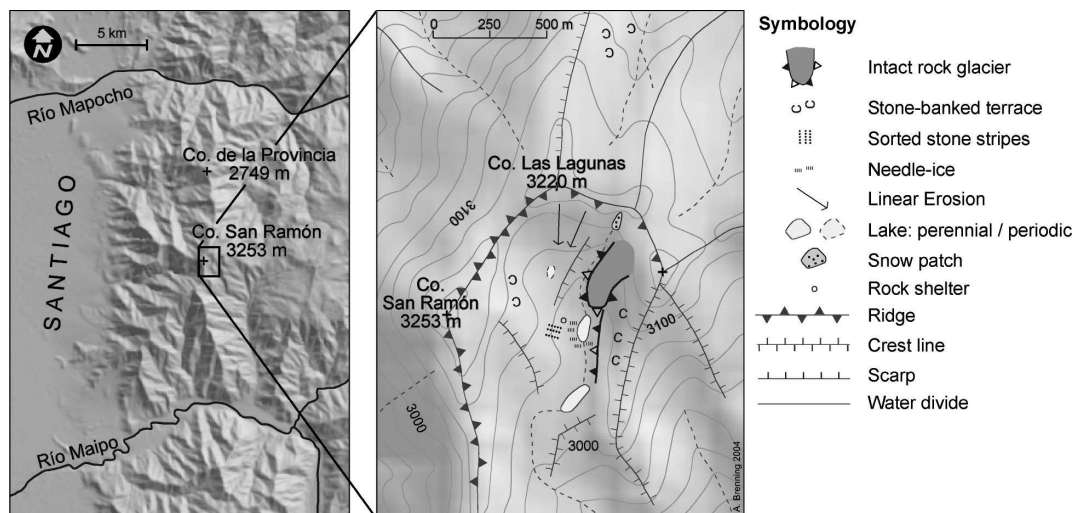 N
5 km
Río Mapocho
Co. de la Provincia
2749 m
SANTIAGO
Co. San Ramón
3253 m
Río Maipo
0 250 500 m
Co. Las Lagunas
3220 m
3100
Co.
San Ramón
3253 m
3100
3000
3000
A. Brenning 2004
Symbology
Intact rock glacier
Stone-banked terrace
Sorted stone stripes
Needle-ice
Linear Erosion
Lake: perennial / periodic
Snow patch
Rock shelter
Ridge
Crest line
Scarp
Water divide